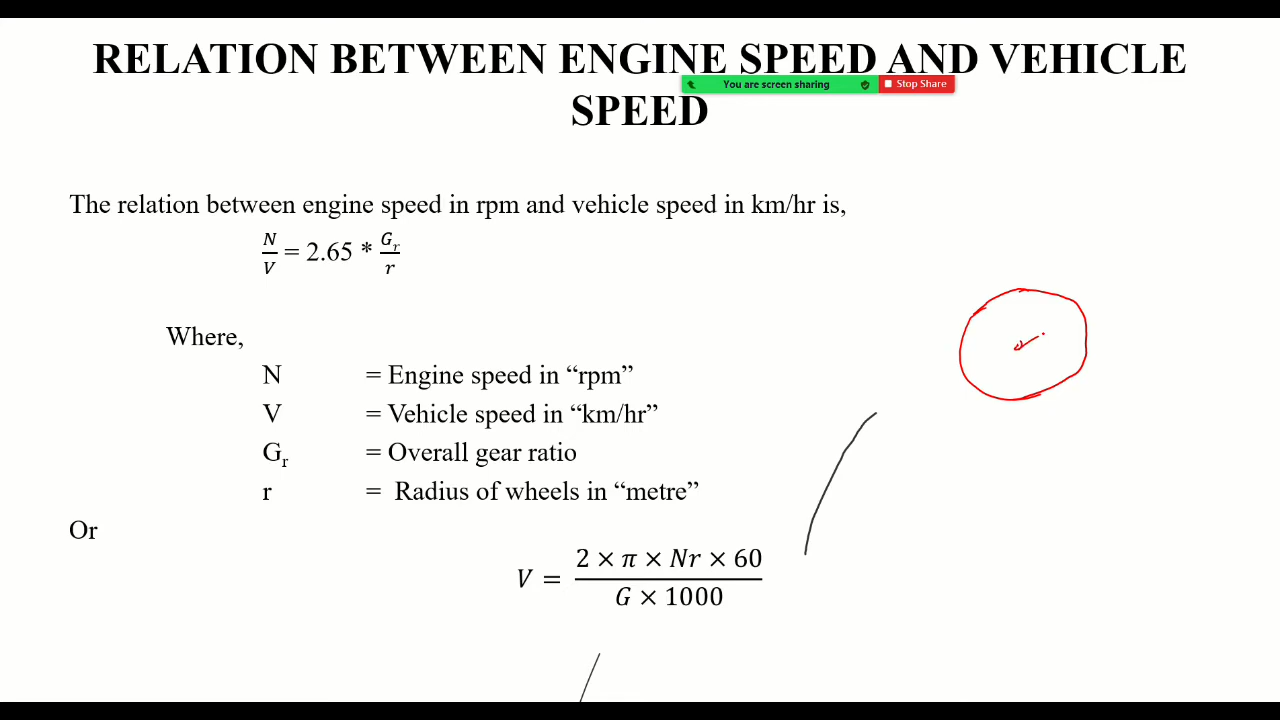 RELATION BETWEEN ENGINE SPEED AND VEHICLE
You are screen sharing
Stop Share
SPEED
The relation between engine speed in rpm and vehicle speed in km/hr is,
N/V = 2.65 * Gr/r
Where,
N = Engine speed in “rpm”
V = Vehicle speed in “km/hr”
Gr = Overall gear ratio
r = Radius of wheels in “metre”
Or
V = 2 × π × Nr × 60 / G × 1000